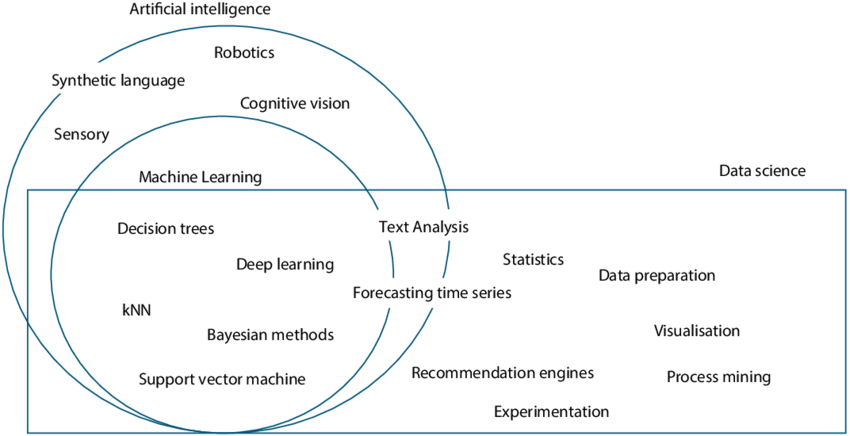 Artificial intelligence
Robotics
Synthetic language
Cognitive vision
Sensory
Machine Learning
Data science
Decision trees
Text Analysis
Statistics
Deep learning
Data preparation
Forecasting time series
kNN
Bayesian methods
Visualisation
Support vector machine
Recommendation engines
Process mining
Experimentation